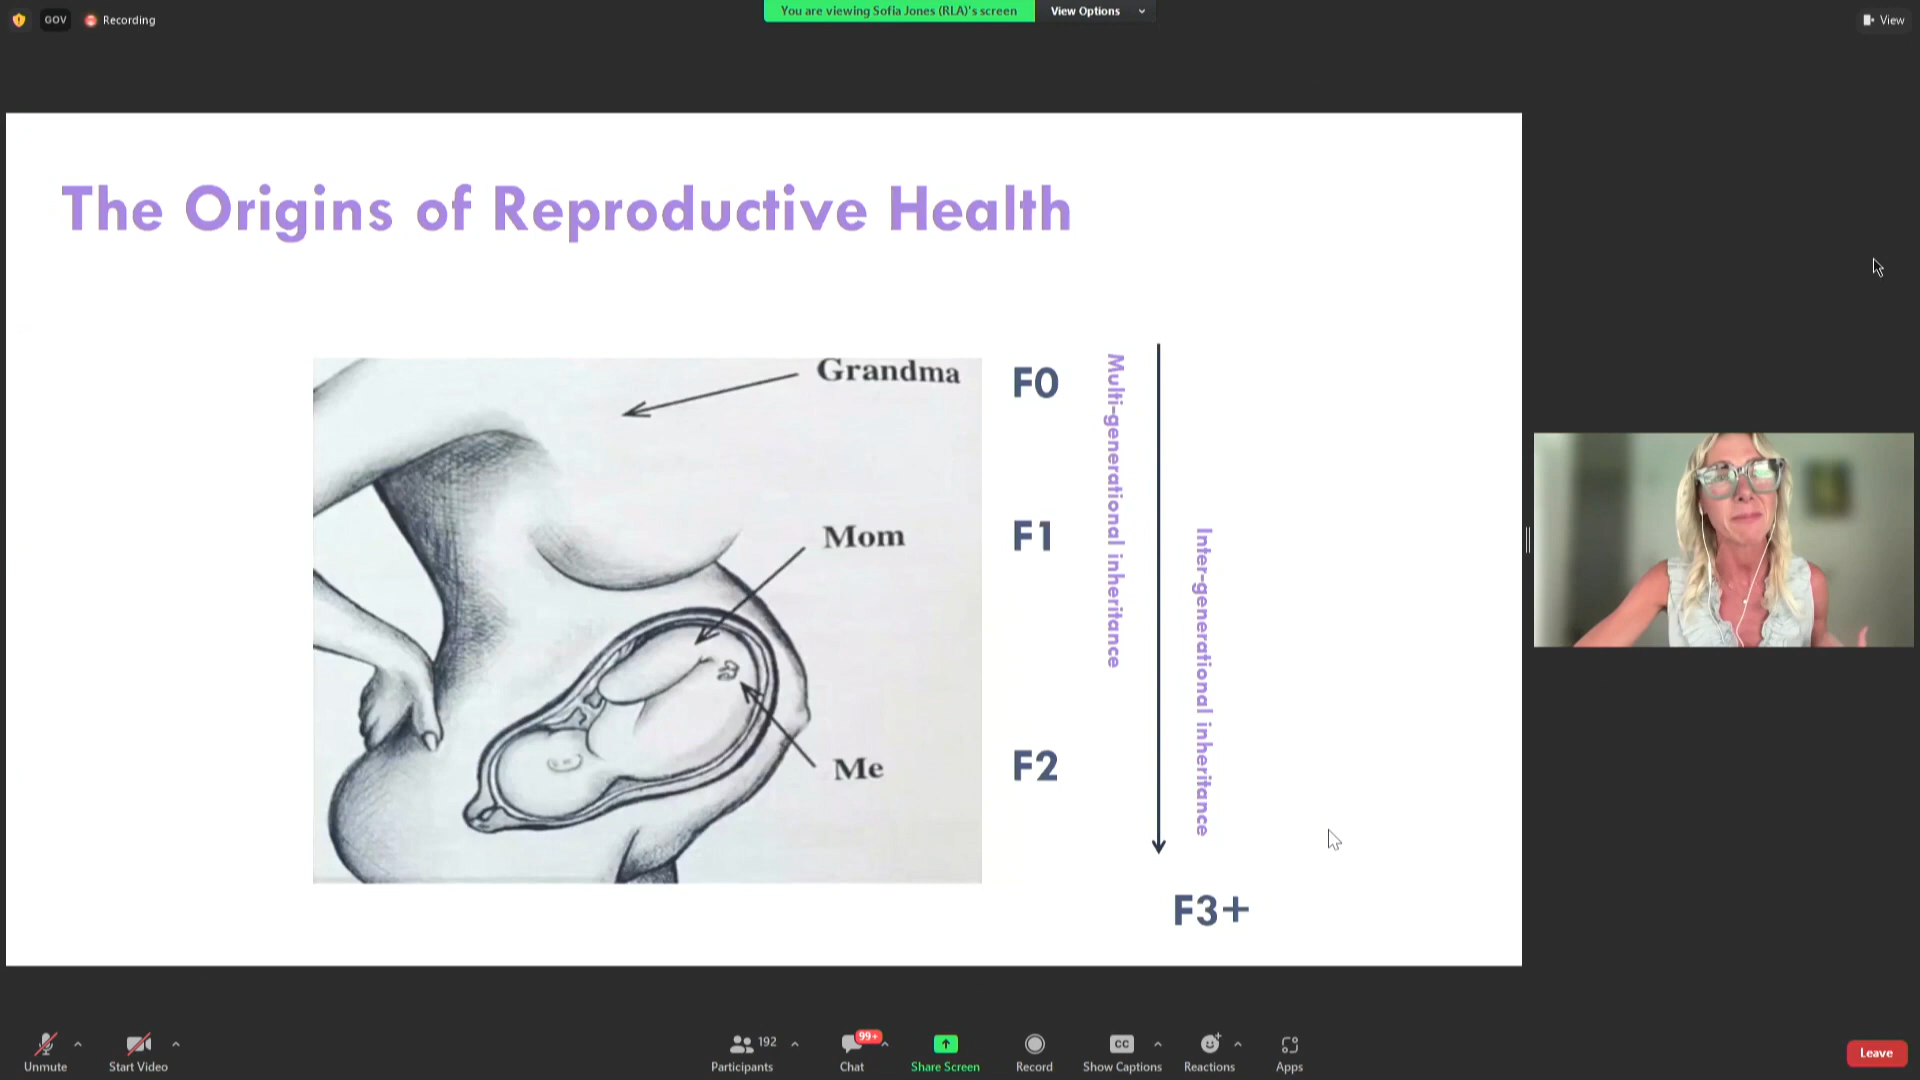 GOV
Recording
You are viewing Sofia Jones (RLA)'s screen
View Options
View
The Origins of Reproductive Health
Grandma
Mom
Me
F0
F1
F2
Multi-generational inheritance
Inter-generational inheritance
F3+
Unmute
Start Video
192
Participants
99+
Chat
Share Screen
Record
CC
Show Captions
Reactions
Apps
Leave